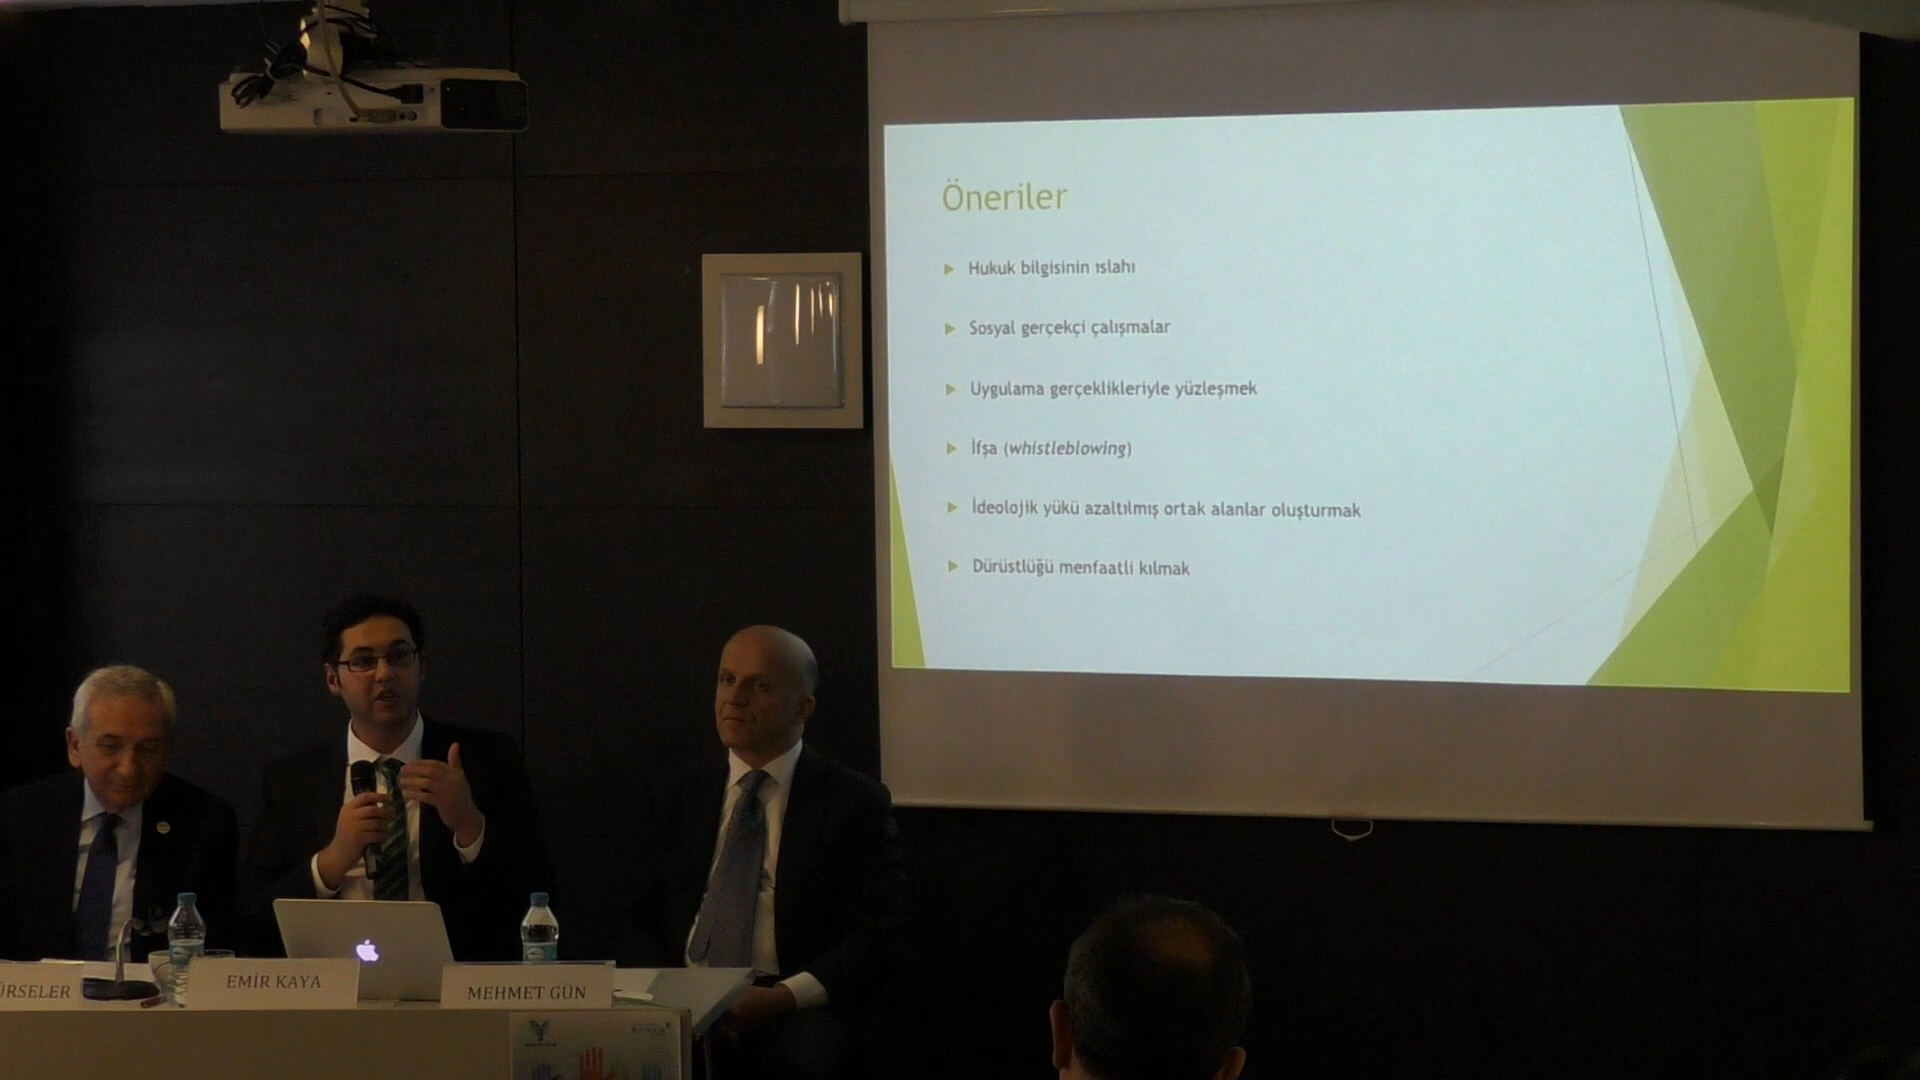 Öneriler
Hukuk bilgisinin ıslahı
Sosyal gerçekçi çalışmalar
Uygulama gerçeklikleriyle yüzleşmek
İfşa (whistleblowing)
İdeolojik yükü azaltılmış ortak alanlar oluşturmak
Dürüstlüğü menfaatli kılmak
ÜRSELER
EMİR KAYA
MEHMET GÜN